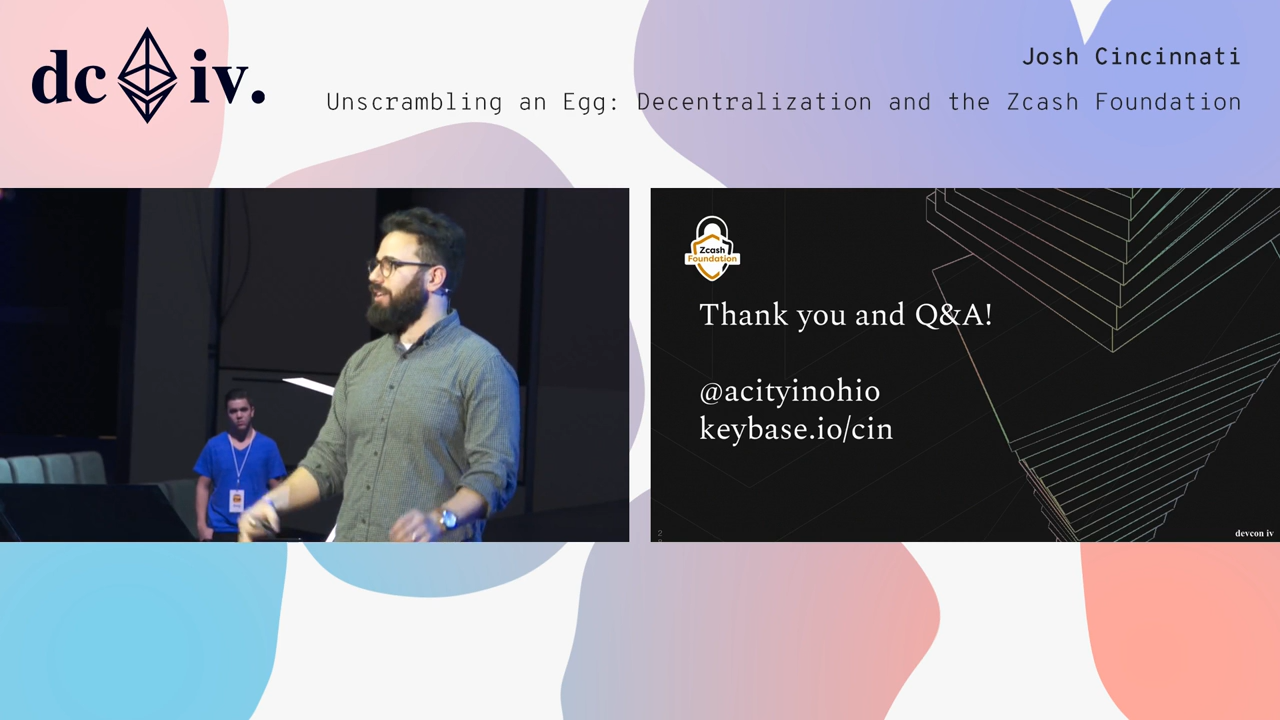 dc iv.
Josh Cincinnati
Unscrambling an Egg: Decentralization and the Zcash Foundation
Zcash
Foundation
Thank you and Q&A!
@acityinohio
keybase.io/cin
devcon iv